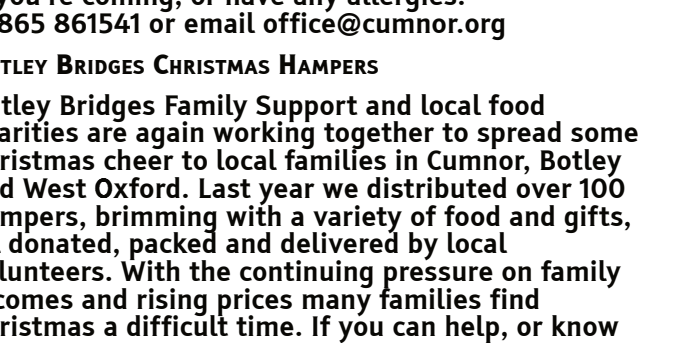 you're coming, or have any allergies.
865 861541 or email office@cumnor.org
TLEY BRIDGES CHRISTMAS HAMPERS
tley Bridges Family Support and local food
arities are again working together to spread some
ristmas cheer to local families in Cumnor, Botley
d West Oxford. Last year we distributed over 100
mpers, brimming with a variety of food and gifts,
donated, packed and delivered by local
lunteers. With the continuing pressure on family
comes and rising prices many families find
ristmas a difficult time. If you can help, or know